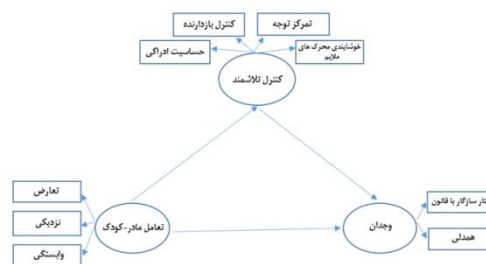 تمرکز توجه
کنترل بازدارنده
خوشایندی محرک های
ملایم
حساسیت ادراکی
کنترل تلاشمند
تعارض
نزدیکی
وابستگی
تعامل مادر-کودک
وجدان
تار سازگار با قانون
همدلی